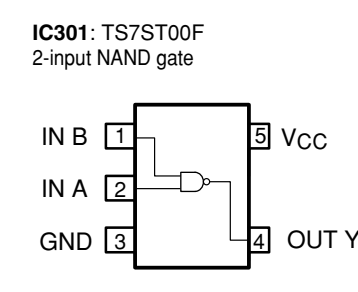 IC301: TS7ST00F
2-input NAND gate
IN B 1 5 VCC
IN A 2
GND 3 4 OUT Y